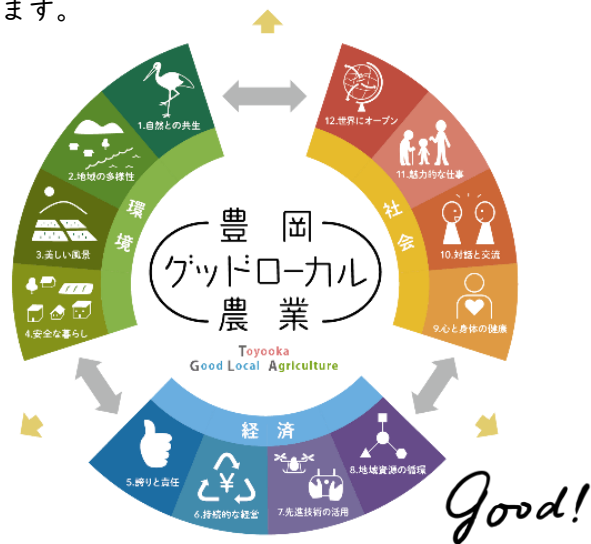 ます。
1.自然との共生
2.地域の多様性
3.美しい風景
4.安全な暮らし
環境
12.世界にオープン
11.魅力的な仕事
10.対話と交流
9.心と身体の健康
社会
豊岡
グッドローカル
農業
Toyooka
Good Local Agriculture
経済
5.誇りと責任
6.持続的な経営
7.先進技術の活用
8.地域資源の循環
Good!